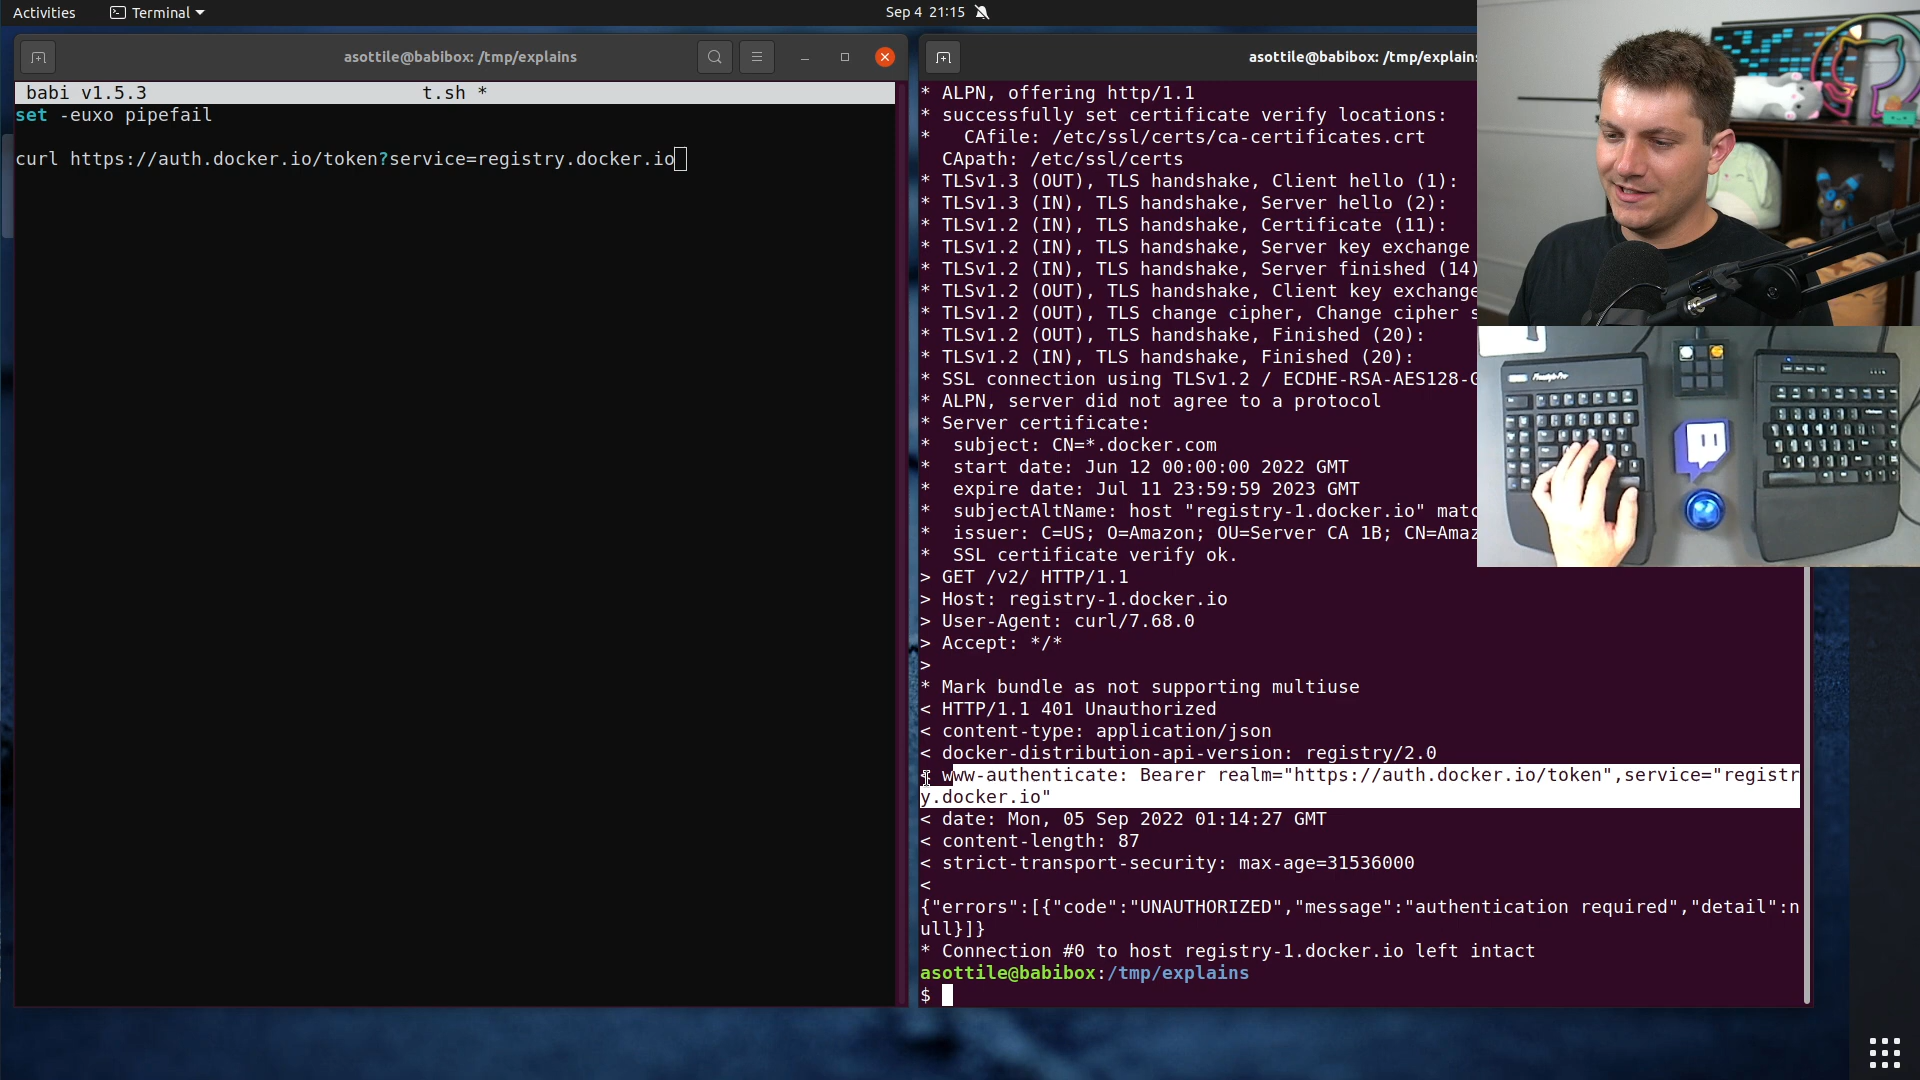 Activities
Terminal
Sep 4 21:15
asottile@babibox: /tmp/explains
babi v1.5.3 t.sh *
set -euxo pipefail
curl https://auth.docker.io/token?service=registry.docker.io
asottile@babibox: /tmp/explains
* ALPN, offering http/1.1
* successfully set certificate verify locations:
* CAfile: /etc/ssl/certs/ca-certificates.crt
CApath: /etc/ssl/certs
* TLSv1.3 (OUT), TLS handshake, Client hello (1):
* TLSv1.3 (IN), TLS handshake, Server hello (2):
* TLSv1.2 (IN), TLS handshake, Certificate (11):
* TLSv1.2 (IN), TLS handshake, Server key exchange
* TLSv1.2 (IN), TLS handshake, Server finished (14)
* TLSv1.2 (OUT), TLS handshake, Client key exchange
* TLSv1.2 (OUT), TLS change cipher, Change cipher s
* TLSv1.2 (OUT), TLS handshake, Finished (20):
* TLSv1.2 (IN), TLS handshake, Finished (20):
* SSL connection using TLSv1.2 / ECDHE-RSA-AES128-G
* ALPN, server did not agree to a protocol
* Server certificate:
* subject: CN=*.docker.com
* start date: Jun 12 00:00:00 2022 GMT
* expire date: Jul 11 23:59:59 2023 GMT
* subjectAltName: host "registry-1.docker.io" matc
* issuer: C=US; O=Amazon; OU=Server CA 1B; CN=Amaz
* SSL certificate verify ok.
> GET /v2/ HTTP/1.1
> Host: registry-1.docker.io
> User-Agent: curl/7.68.0
> Accept: */*
>
* Mark bundle as not supporting multiuse
< HTTP/1.1 401 Unauthorized
< content-type: application/json
< docker-distribution-api-version: registry/2.0
< www-authenticate: Bearer realm="https://auth.docker.io/token",service="registr
y.docker.io"
< date: Mon, 05 Sep 2022 01:14:27 GMT
< content-length: 87
< strict-transport-security: max-age=31536000
<
{"errors":[{"code":"UNAUTHORIZED","message":"authentication required","detail":n
ull}]}
* Connection #0 to host registry-1.docker.io left intact
asottile@babibox:/tmp/explains
$